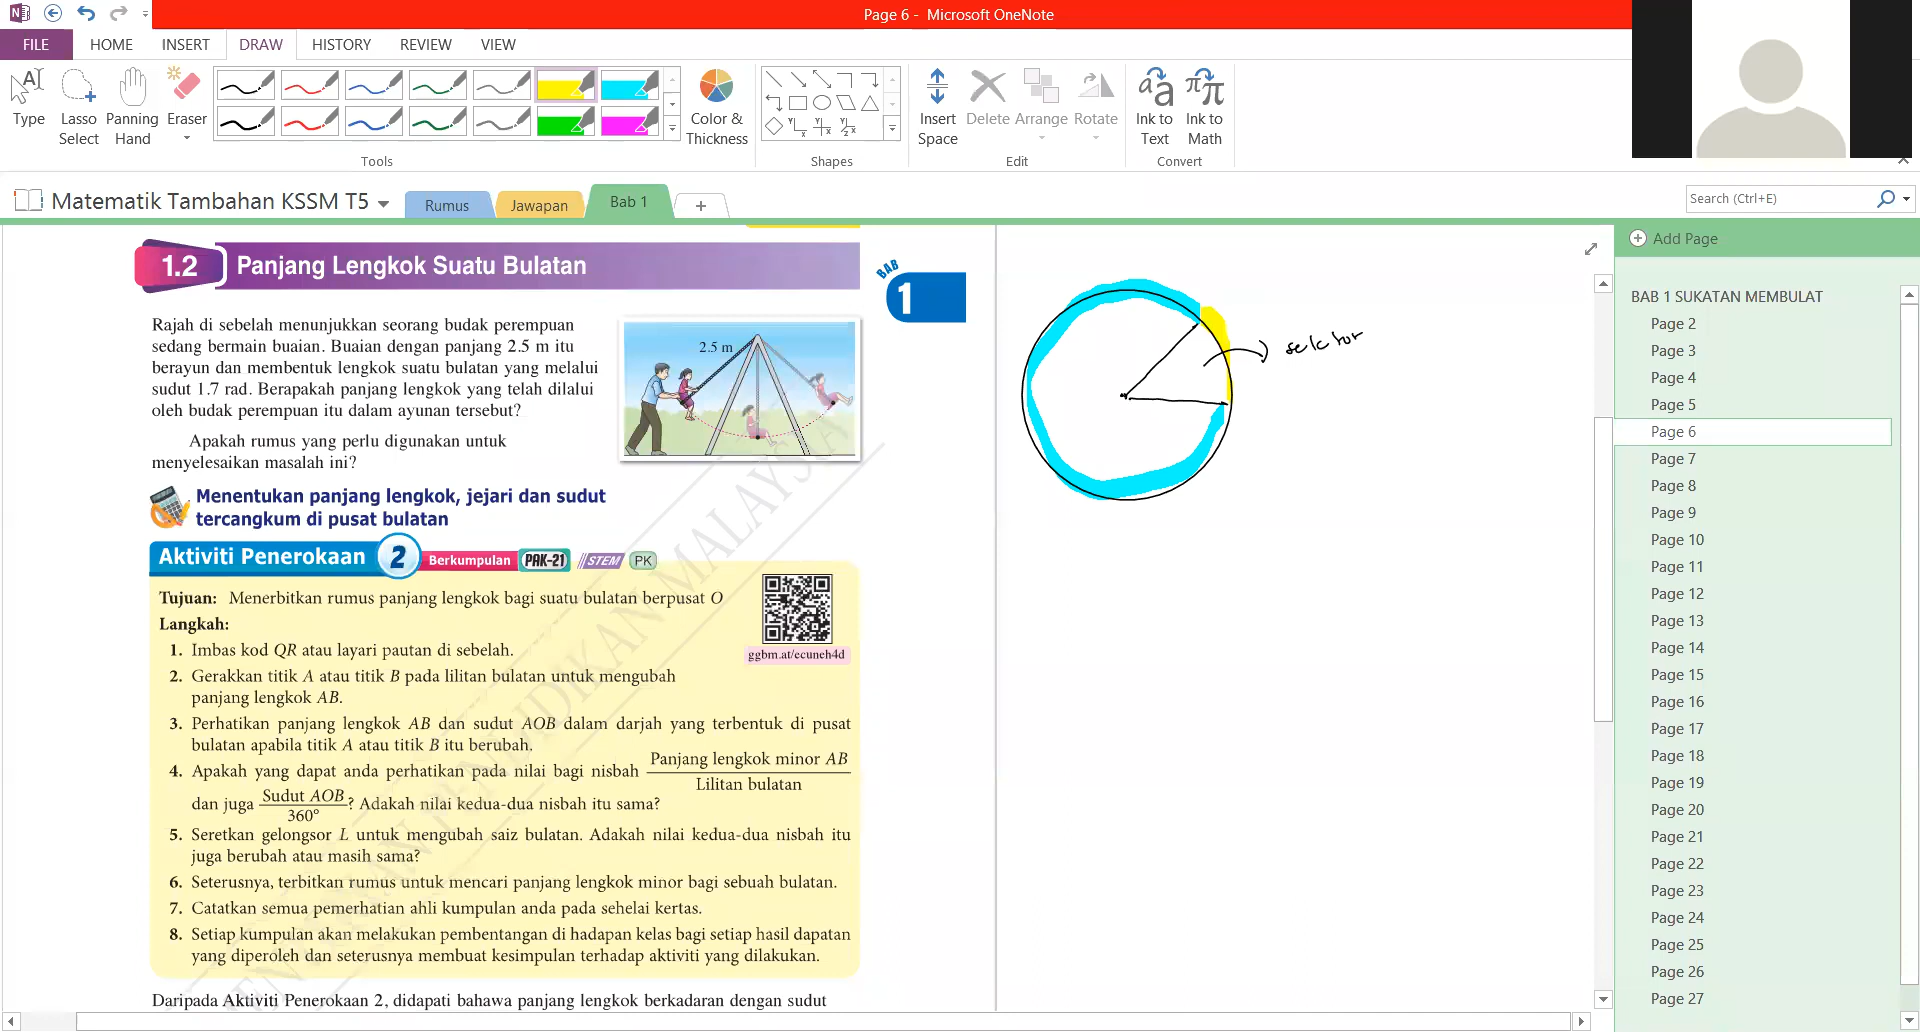 Page 6 - Microsoft OneNote
FILE HOME INSERT DRAW HISTORY REVIEW VIEW
Type
Lasso Select
Panning Hand
Eraser
Color & Thickness
Insert Space
Delete
Arrange
Rotate
Ink to Text
Ink to Math
Tools Shapes Edit Convert
Matematik Tambahan KSSM T5 Rumus Jawapan Bab 1 +
Search (Ctrl+E)
1.2 Panjang Lengkok Suatu Bulatan
BAB 1
Rajah di sebelah menunjukkan seorang budak perempuan
sedang bermain buaian. Buaian dengan panjang 2.5 m itu
berayun dan membentuk lengkok suatu bulatan yang melalui
sudut 1.7 rad. Berapakah panjang lengkok yang telah dilalui
oleh budak perempuan itu dalam ayunan tersebut?
Apakah rumus yang perlu digunakan untuk
menyelesaikan masalah ini?
2.5 m
Menentukan panjang lengkok, jejari dan sudut
tercangkum di pusat bulatan
Aktiviti Penerokaan 2 Berkumpulan PAK-21 STEM PK
Tujuan: Menerbitkan rumus panjang lengkok bagi suatu bulatan berpusat O
Langkah:
1. Imbas kod QR atau layari pautan di sebelah.
ggbm.at/ecuneh4d
2. Gerakkan titik A atau titik B pada lilitan bulatan untuk mengubah
panjang lengkok AB.
3. Perhatikan panjang lengkok AB dan sudut AOB dalam darjah yang terbentuk di pusat
bulatan apabila titik A atau titik B itu berubah.
4. Apakah yang dapat anda perhatikan pada nilai bagi nisbah Panjang lengkok minor AB / Lilitan bulatan
dan juga Sudut AOB / 360°? Adakah nilai kedua-dua nisbah itu sama?
5. Seretkan gelongsor L untuk mengubah saiz bulatan. Adakah nilai kedua-dua nisbah itu
juga berubah atau masih sama?
6. Seterusnya, terbitkan rumus untuk mencari panjang lengkok minor bagi sebuah bulatan.
7. Catatkan semua pemerhatian ahli kumpulan anda pada sehelai kertas.
8. Setiap kumpulan akan melakukan pembentangan di hadapan kelas bagi setiap hasil dapatan
yang diperoleh dan seterusnya membuat kesimpulan terhadap aktiviti yang dilakukan.
Daripada Aktiviti Penerokaan 2, didapati bahawa panjang lengkok berkadaran dengan sudut
Add Page
BAB 1 SUKATAN MEMBULAT
Page 2
Page 3
Page 4
Page 5
Page 6
Page 7
Page 8
Page 9
Page 10
Page 11
Page 12
Page 13
Page 14
Page 15
Page 16
Page 17
Page 18
Page 19
Page 20
Page 21
Page 22
Page 23
Page 24
Page 25
Page 26
Page 27